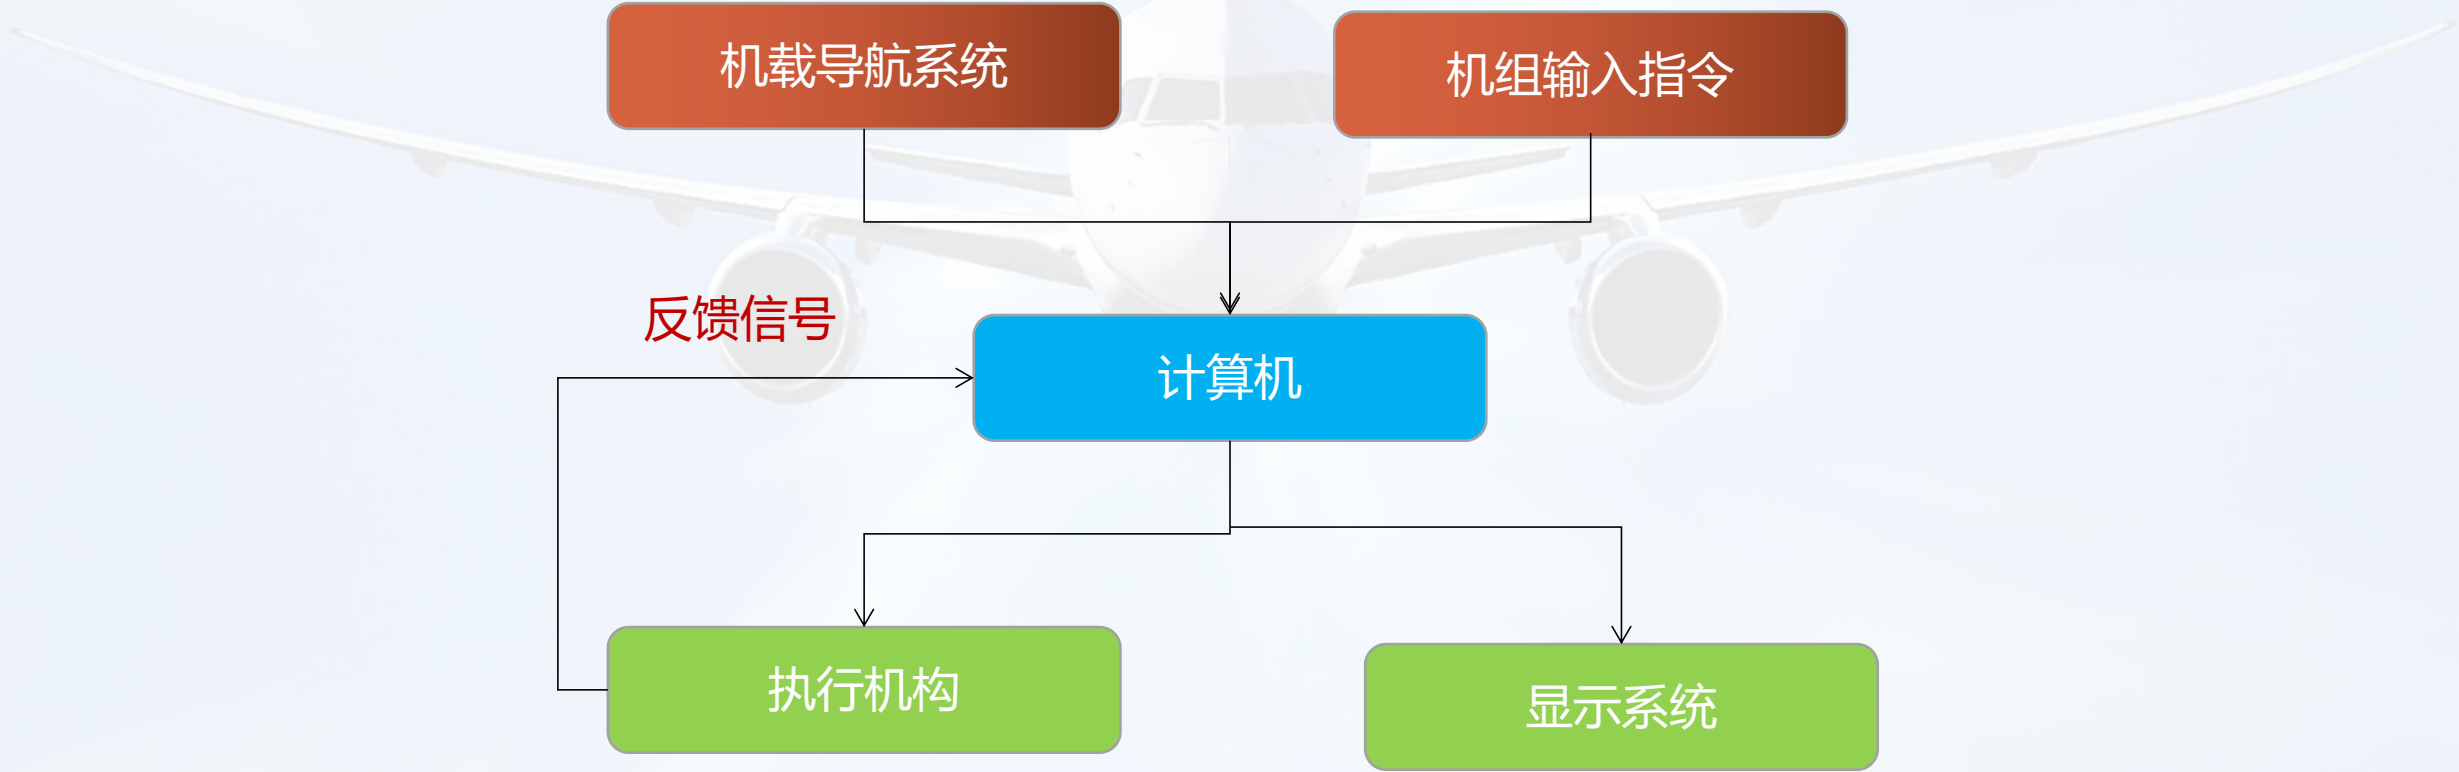 机载导航系统
机组输入指令
反馈信号
计算机
执行机构
显示系统